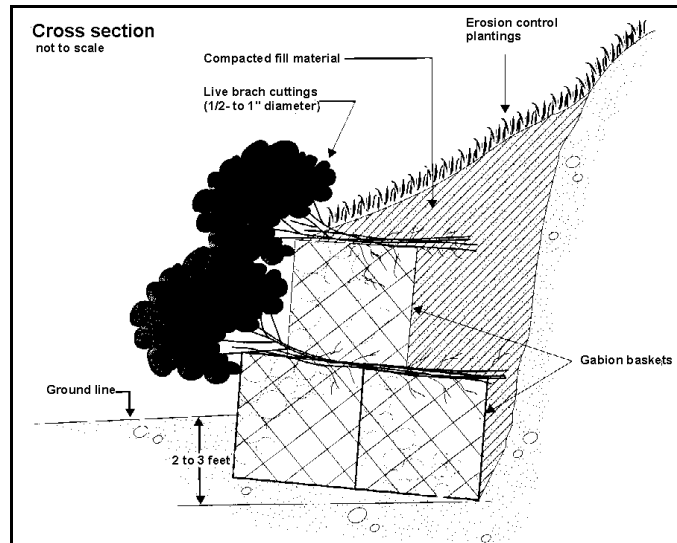 Cross section
not to scale
Erosion control
plantings
Compacted fill material
Live brach cuttings
(1/2- to 1" diameter)
Gabion baskets
Ground line
2 to 3 feet